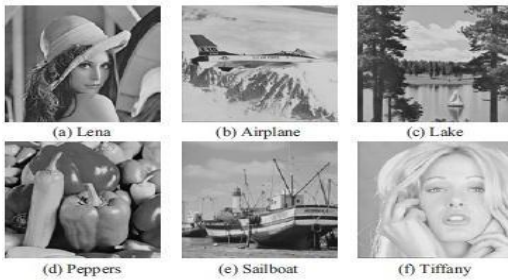 (a) Lena
(b) Airplane
(c) Lake
(d) Peppers
(e) Sailboat
(f) Tiffany